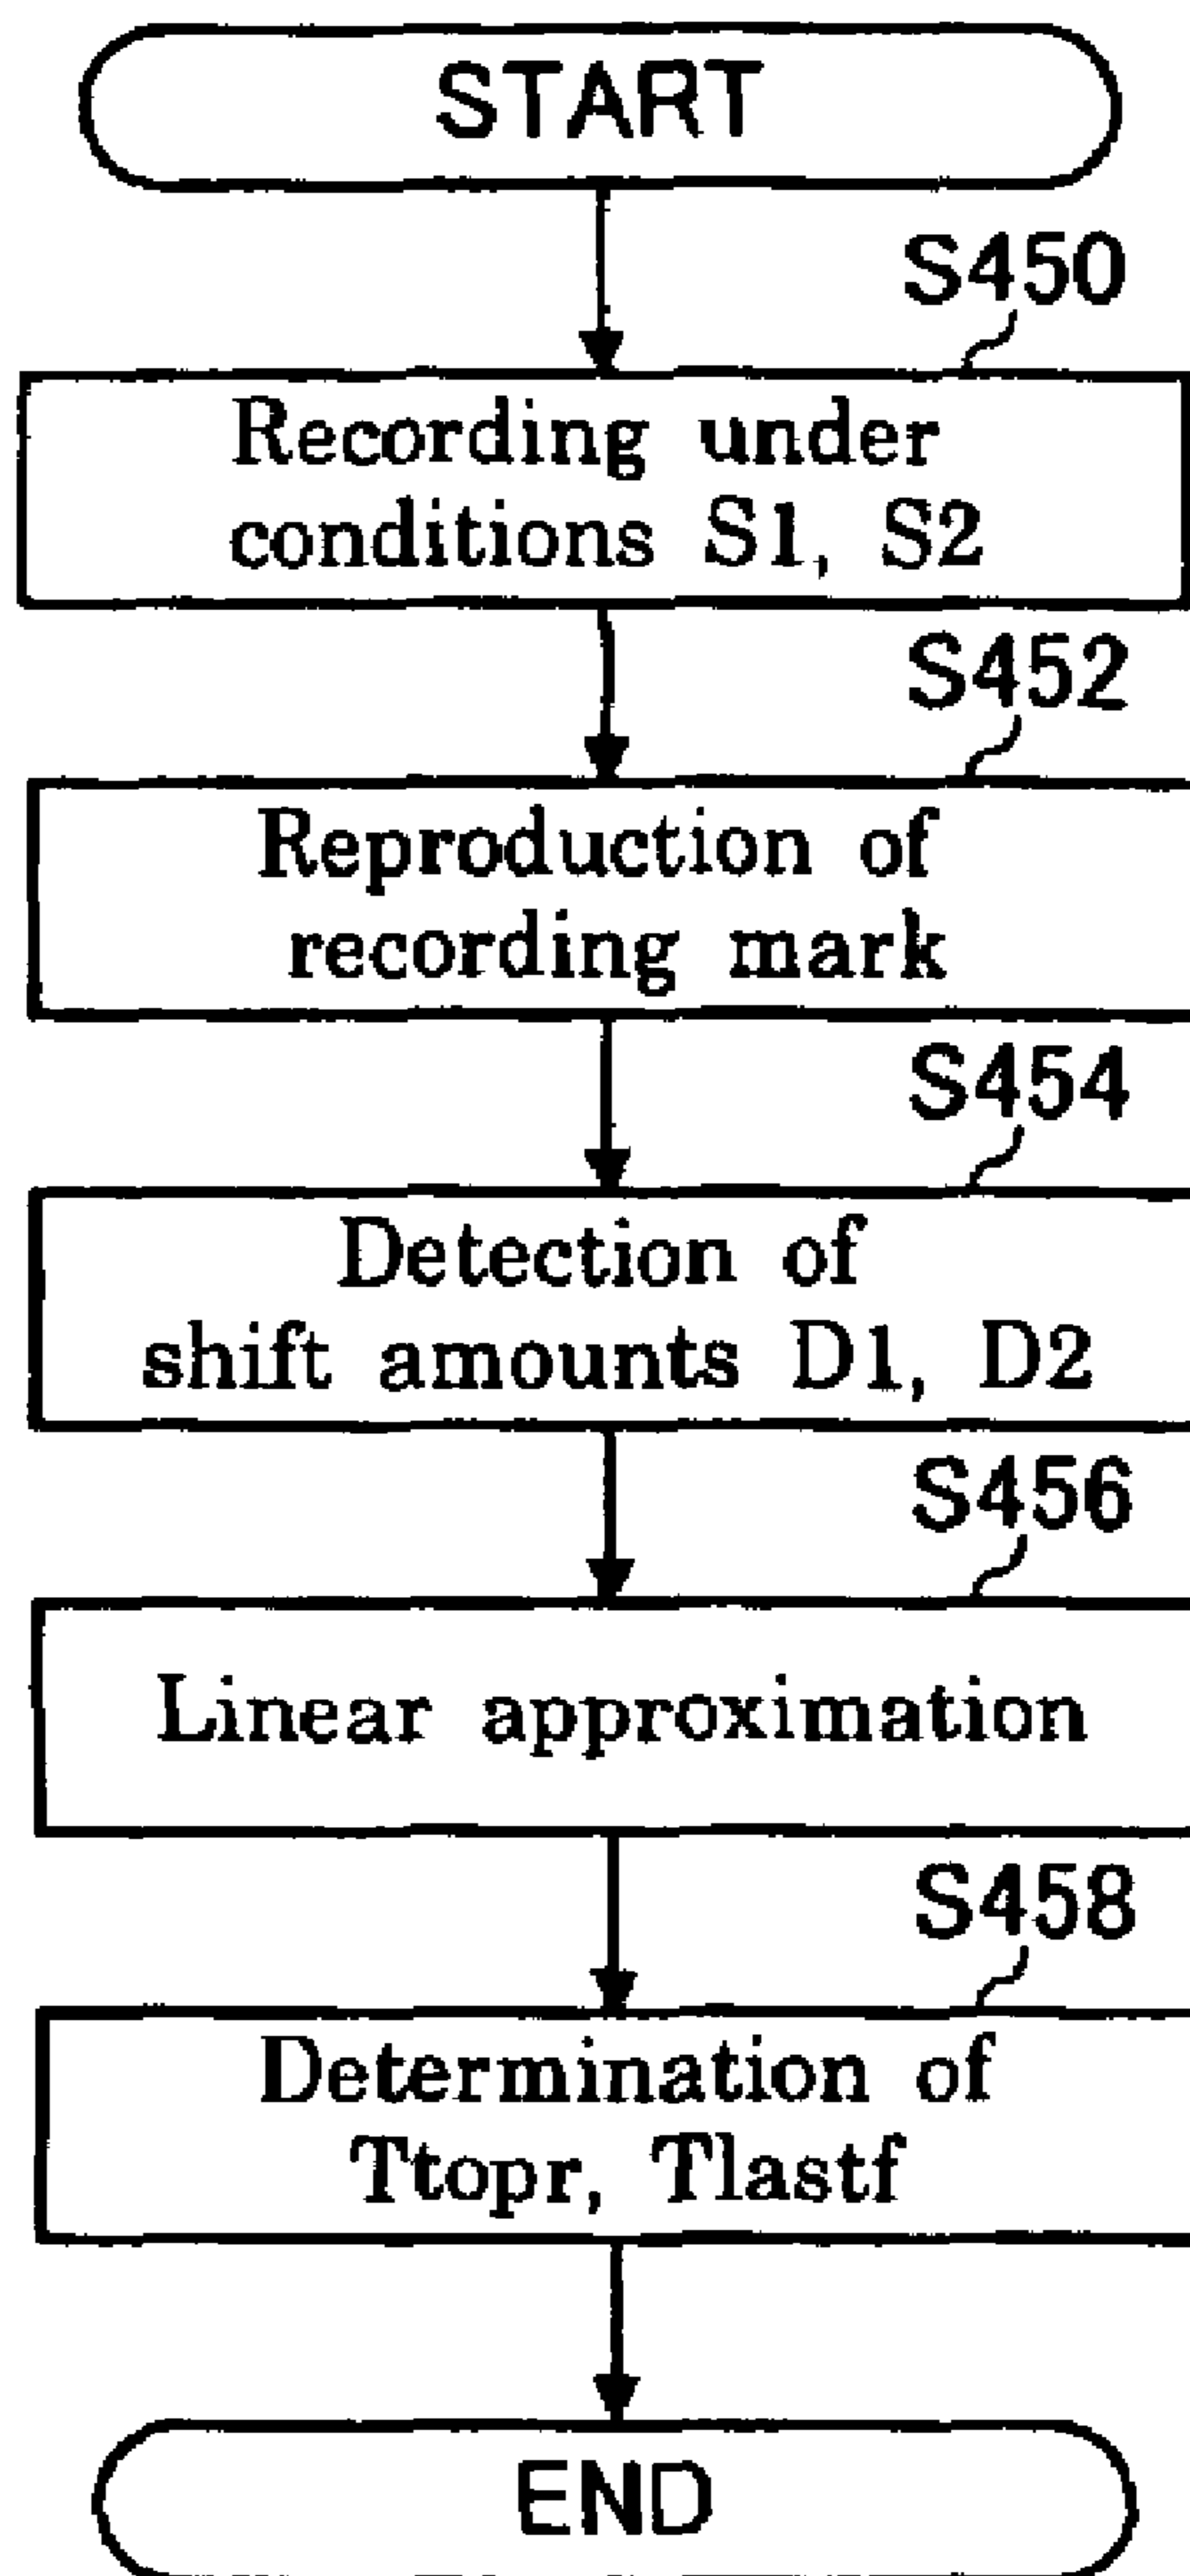 START
S450
Recording under
conditions S1, S2
S452
Reproduction of
recording mark
S454
Detection of
shift amounts D1, D2
S456
Linear approximation
S458
Determination of
Ttopr, Tlastf
END